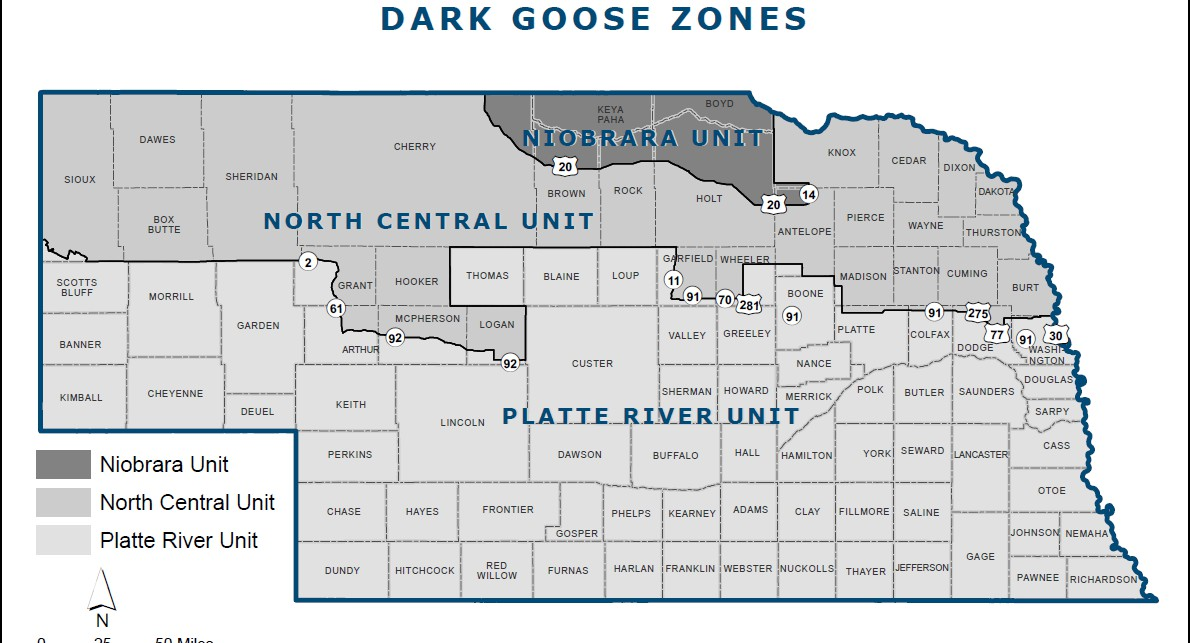 DARK GOOSE ZONES
BOYD
KEYA
PAHA
NIOBRARA UNIT
DAWES
CHERRY
KNOX
CEDAR
DIXON
SIOUX
SHERIDAN
20
BROWN
ROCK
HOLT
20
14
DAKOTA
BOX
BUTTE
NORTH CENTRAL UNIT
ANTELOPE
PIERCE
WAYNE
THURSTON
2
GARFIELD
WHEELER
SCOTTS
BLUFF
MORRILL
GRANT
HOOKER
THOMAS
BLAINE
LOUP
11
91
70
281
BOONE
91
MADISON
STANTON
CUMING
BURT
61
MCPHERSON
LOGAN
91
275
GARDEN
BANNER
ARTHUR
92
92
CUSTER
VALLEY
GREELEY
PLATTE
COLFAX
DODGE
77
91
30
WASHI-
NGTON
NANCE
KIMBALL
CHEYENNE
DEUEL
KEITH
LINCOLN
SHERMAN
HOWARD
MERRICK
POLK
BUTLER
SAUNDERS
DOUGLAS
SARPY
PLATTE RIVER UNIT
PERKINS
DAWSON
BUFFALO
HALL
HAMILTON
YORK
SEWARD
LANCASTER
CASS
Niobrara Unit
North Central Unit
Platte River Unit
CHASE
HAYES
FRONTIER
GOSPER
PHELPS
KEARNEY
ADAMS
CLAY
FILLMORE
SALINE
OTOE
JOHNSON
NEMAHA
DUNDY
HITCHCOCK
RED
WILLOW
FURNAS
HARLAN
FRANKLIN
WEBSTER
NUCKOLLS
THAYER
JEFFERSON
GAGE
PAWNEE
RICHARDSON
N
0 25 50 Miles